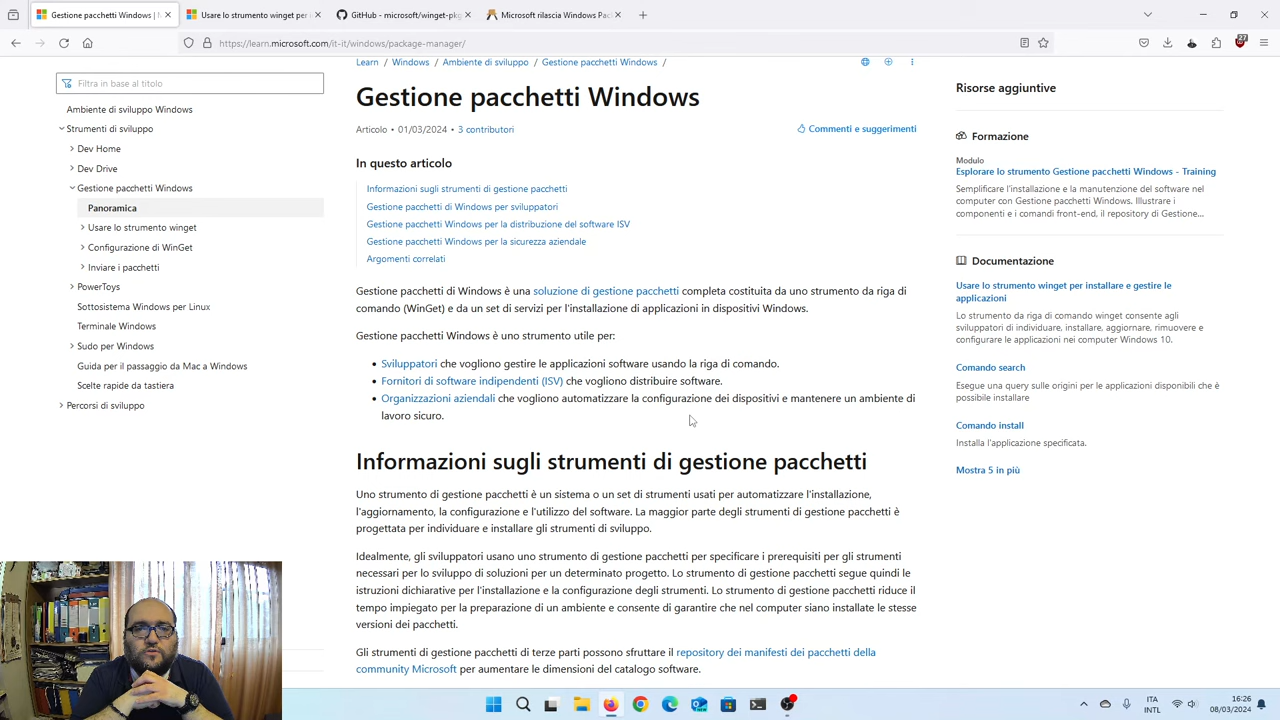 Gestione pacchetti Windows | M
Usare lo strumento winget per i
GitHub - microsoft/winget-pkg
Microsoft rilascia Windows Pac
https://learn.microsoft.com/it-it/windows/package-manager/
27
Learn / Windows / Ambiente di sviluppo / Gestione pacchetti Windows /
Filtra in base al titolo
Ambiente di sviluppo Windows
Strumenti di sviluppo
Dev Home
Dev Drive
Gestione pacchetti Windows
Panoramica
Usare lo strumento winget
Configurazione di WinGet
Inviare i pacchetti
PowerToys
Sottosistema Windows per Linux
Terminale Windows
Sudo per Windows
Guida per il passaggio da Mac a Windows
Scelte rapide da tastiera
Percorsi di sviluppo
Gestione pacchetti Windows
Articolo • 01/03/2024 • 3 contributori
Commenti e suggerimenti
In questo articolo
Informazioni sugli strumenti di gestione pacchetti
Gestione pacchetti di Windows per sviluppatori
Gestione pacchetti Windows per la distribuzione del software ISV
Gestione pacchetti Windows per la sicurezza aziendale
Argomenti correlati
Gestione pacchetti di Windows è una soluzione di gestione pacchetti completa costituita da uno strumento da riga di
comando (WinGet) e da un set di servizi per l'installazione di applicazioni in dispositivi Windows.
Gestione pacchetti Windows è uno strumento utile per:
• Sviluppatori che vogliono gestire le applicazioni software usando la riga di comando.
• Fornitori di software indipendenti (ISV) che vogliono distribuire software.
• Organizzazioni aziendali che vogliono automatizzare la configurazione dei dispositivi e mantenere un ambiente di
lavoro sicuro.
Informazioni sugli strumenti di gestione pacchetti
Uno strumento di gestione pacchetti è un sistema o un set di strumenti usati per automatizzare l'installazione,
l'aggiornamento, la configurazione e l'utilizzo del software. La maggior parte degli strumenti di gestione pacchetti è
progettata per individuare e installare gli strumenti di sviluppo.
Idealmente, gli sviluppatori usano uno strumento di gestione pacchetti per specificare i prerequisiti per gli strumenti
necessari per lo sviluppo di soluzioni per un determinato progetto. Lo strumento di gestione pacchetti segue quindi le
istruzioni dichiarative per l'installazione e la configurazione degli strumenti. Lo strumento di gestione pacchetti riduce il
tempo impiegato per la preparazione di un ambiente e consente di garantire che nel computer siano installate le stesse
versioni dei pacchetti.
Gli strumenti di gestione pacchetti di terze parti possono sfruttare il repository dei manifesti dei pacchetti della
community Microsoft per aumentare le dimensioni del catalogo software.
Risorse aggiuntive
Formazione
Modulo
Esplorare lo strumento Gestione pacchetti Windows - Training
Semplificare l'installazione e la manutenzione del software nel
computer con Gestione pacchetti Windows. Illustrare i
componenti e i comandi front-end, il repository di Gestione...
Documentazione
Usare lo strumento winget per installare e gestire le
applicazioni
Lo strumento da riga di comando winget consente agli
sviluppatori di individuare, installare, aggiornare, rimuovere e
configurare le applicazioni nei computer Windows 10.
Comando search
Esegue una query sulle origini per le applicazioni disponibili che è
possibile installare
Comando install
Installa l'applicazione specificata.
Mostra 5 in più
ITA
INTL
16:26
08/03/2024